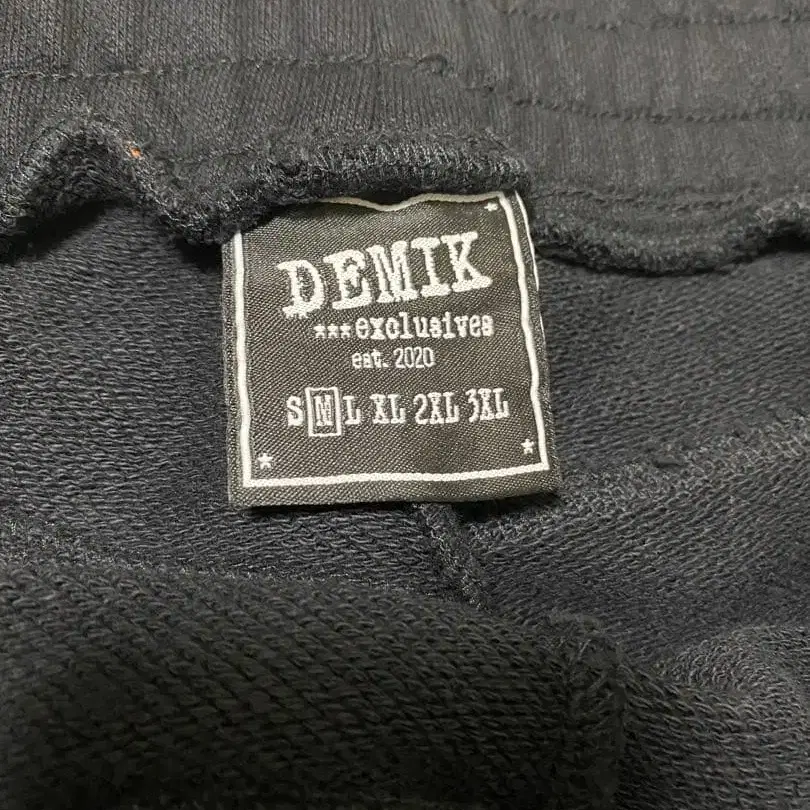 DEMIK
***exclusives
est. 2020
S M L XL 2XL 3XL